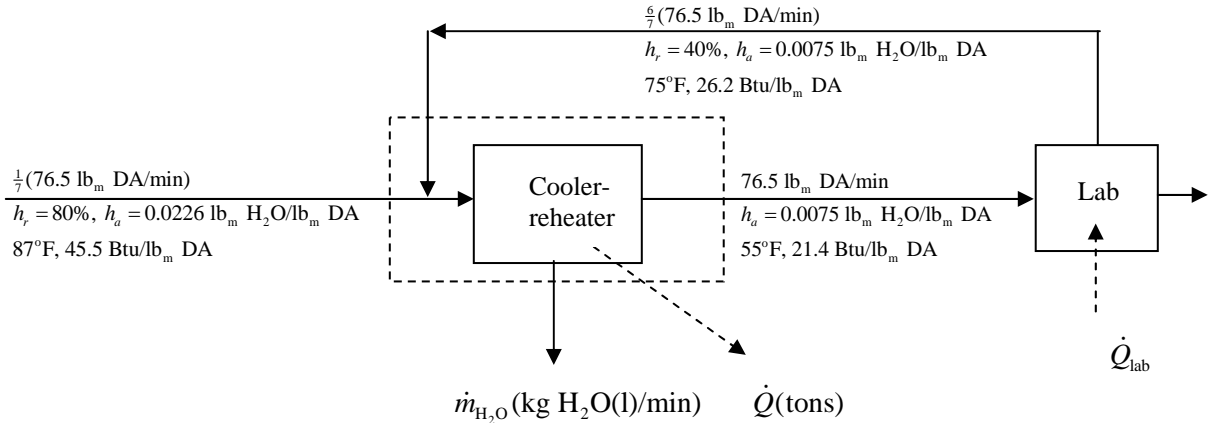 6/7(76.5 lbₘ DA/min)
hᵣ = 40%, hₐ = 0.0075 lbₘ H₂O/lbₘ DA
75°F, 26.2 Btu/lbₘ DA
1/7(76.5 lbₘ DA/min)
hᵣ = 80%, hₐ = 0.0226 lbₘ H₂O/lbₘ DA
87°F, 45.5 Btu/lbₘ DA
Cooler-
reheater
76.5 lbₘ DA/min
hₐ = 0.0075 lbₘ H₂O/lbₘ DA
55°F, 21.4 Btu/lbₘ DA
Lab
Q̇_lab
ṁ_H₂O (kg H₂O(l)/min)
Q̇(tons)